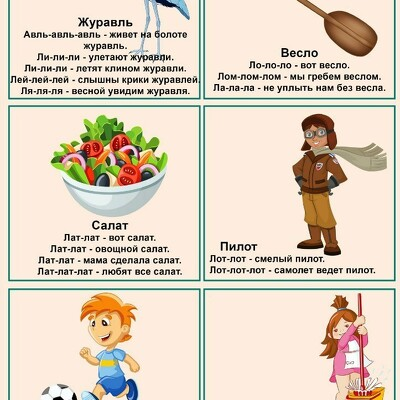 Журавль
Авль-авль-авль - живет на болоте
журавль.
Ли-ли-ли - улетают журавли.
Ли-ли-ли - летят клином журавли.
Лей-лей-лей - слышны крики журавлей.
Ля-ля-ля - весной увидим журавля.
Весло
Ло-ло-ло - вот весло.
Лом-лом-лом - мы гребем веслом.
Ла-ла-ла - не уплыть нам без весла.
Салат
Лат-лат - вот салат.
Лат-лат - овощной салат.
Лат-лат - мама сделала салат.
Лат-лат-лат - любят все салат.
Пилот
Лот-лот - смелый пилот.
Лот-лот-лот - самолет ведет пилот.